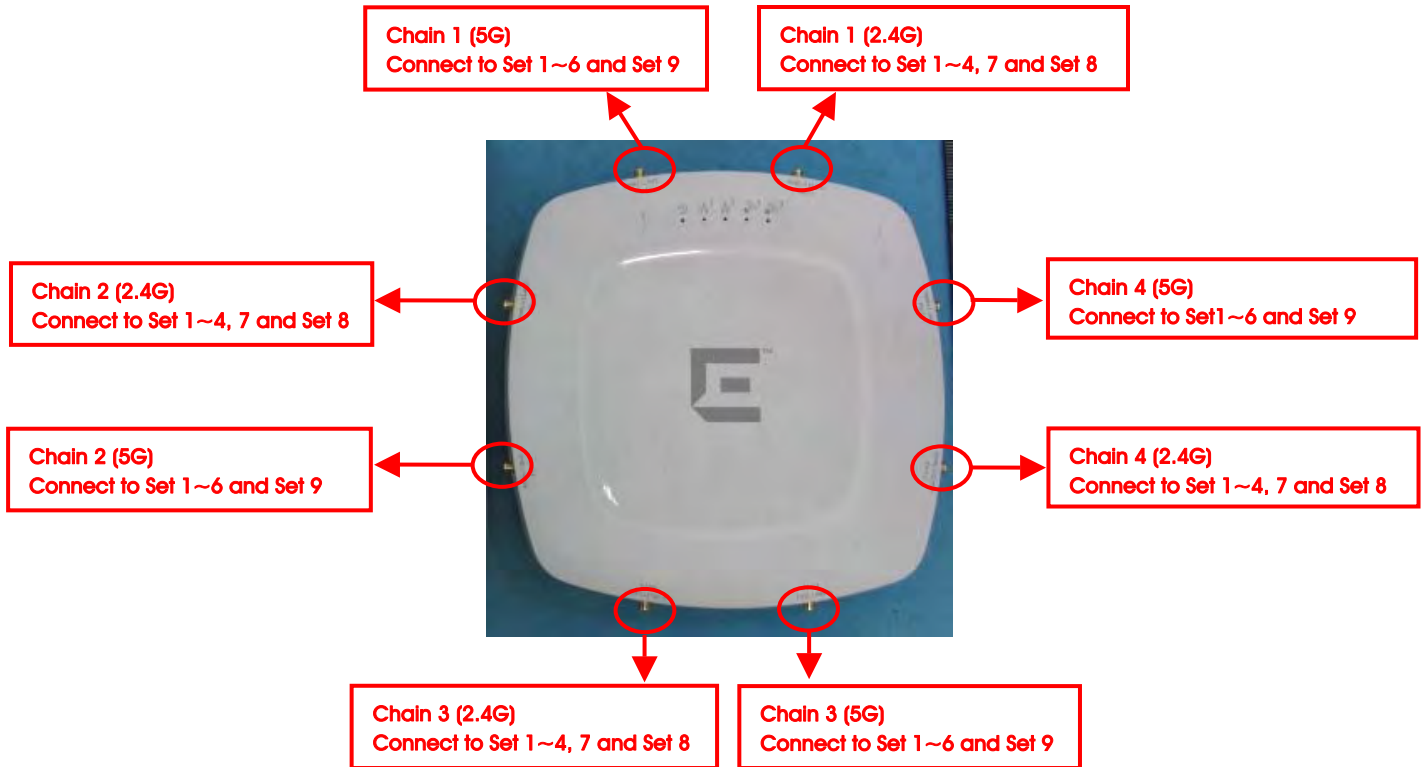 Chain 1 (5G)
Connect to Set 1~6 and Set 9
Chain 1 (2.4G)
Connect to Set 1~4, 7 and Set 8
Chain 2 (2.4G)
Connect to Set 1~4, 7 and Set 8
Chain 4 (5G)
Connect to Set1~6 and Set 9
Chain 2 (5G)
Connect to Set 1~6 and Set 9
Chain 4 (2.4G)
Connect to Set 1~4, 7 and Set 8
Chain 3 (2.4G)
Connect to Set 1~4, 7 and Set 8
Chain 3 (5G)
Connect to Set 1~6 and Set 9